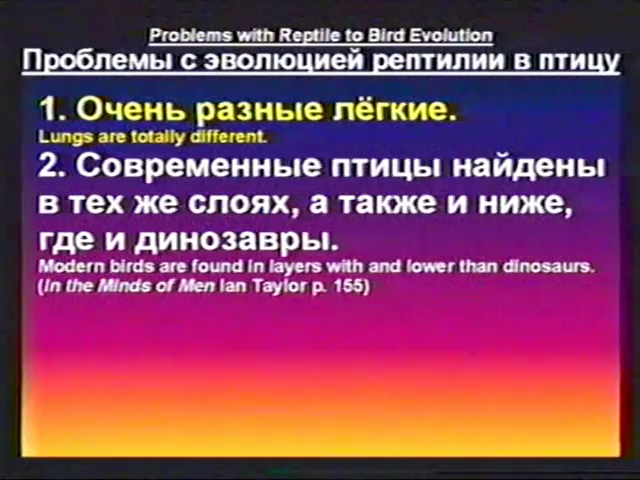 Problems with Reptile to Bird Evolution
Проблемы с эволюцией рептилии в птицу
1. Очень разные лёгкие.
Lungs are totally different.
2. Современные птицы найдены
в тех же слоях, а также и ниже,
где и динозавры.
Modern birds are found in layers with and lower than dinosaurs.
(In the Minds of Men Ian Taylor p. 155)